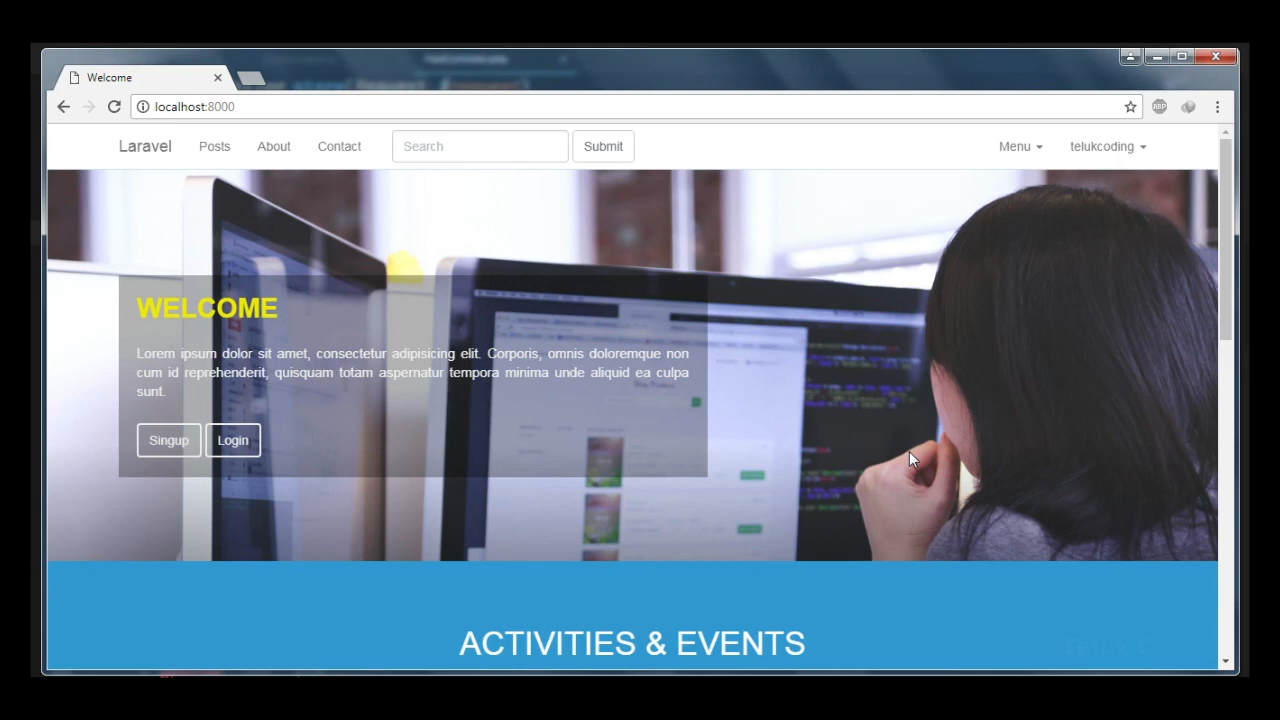 Welcome
localhost:8000
ABP
Laravel Posts About Contact Search Submit Menu telukcoding
WELCOME
Lorem ipsum dolor sit amet, consectetur adipisicing elit. Corporis, omnis doloremque non
cum id reprehenderit, quisquam totam aspernatur tempora minima unde aliquid ea culpa
sunt.
Singup Login
ACTIVITIES & EVENTS